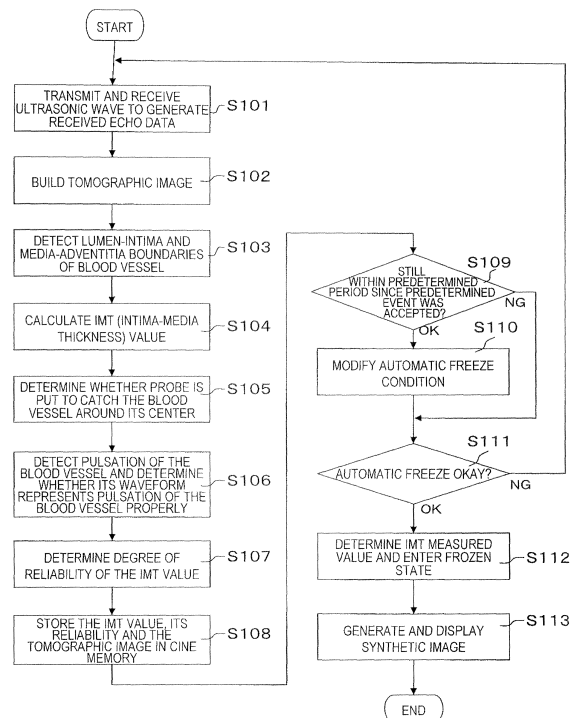 START
TRANSMIT AND RECEIVE
ULTRASONIC WAVE TO GENERATE
RECEIVED ECHO DATA
S101
BUILD TOMOGRAPHIC IMAGE
S102
DETECT LUMEN-INTIMA AND
MEDIA-ADVENTITIA BOUNDARIES
OF BLOOD VESSEL
S103
CALCULATE IMT (INTIMA-MEDIA
THICKNESS) VALUE
S104
DETERMINE WHETHER PROBE IS
PUT TO CATCH THE BLOOD
VESSEL AROUND ITS CENTER
S105
DETECT PULSATION OF THE
BLOOD VESSEL AND DETERMINE
WHETHER ITS WAVEFORM
REPRESENTS PULSATION OF THE
BLOOD VESSEL PROPERLY
S106
DETERMINE DEGREE OF
RELIABILITY OF THE IMT VALUE
S107
STORE THE IMT VALUE, ITS
RELIABILITY AND THE
TOMOGRAPHIC IMAGE IN CINE
MEMORY
S108
STILL
WITHIN PREDETERMINED
PERIOD SINCE PREDETERMINED
EVENT WAS
ACCEPTED?
S109
NG
OK
S110
MODIFY AUTOMATIC FREEZE
CONDITION
S111
AUTOMATIC FREEZE OKAY?
NG
OK
DETERMINE IMT MEASURED
VALUE AND ENTER FROZEN
STATE
S112
GENERATE AND DISPLAY
SYNTHETIC IMAGE
S113
END